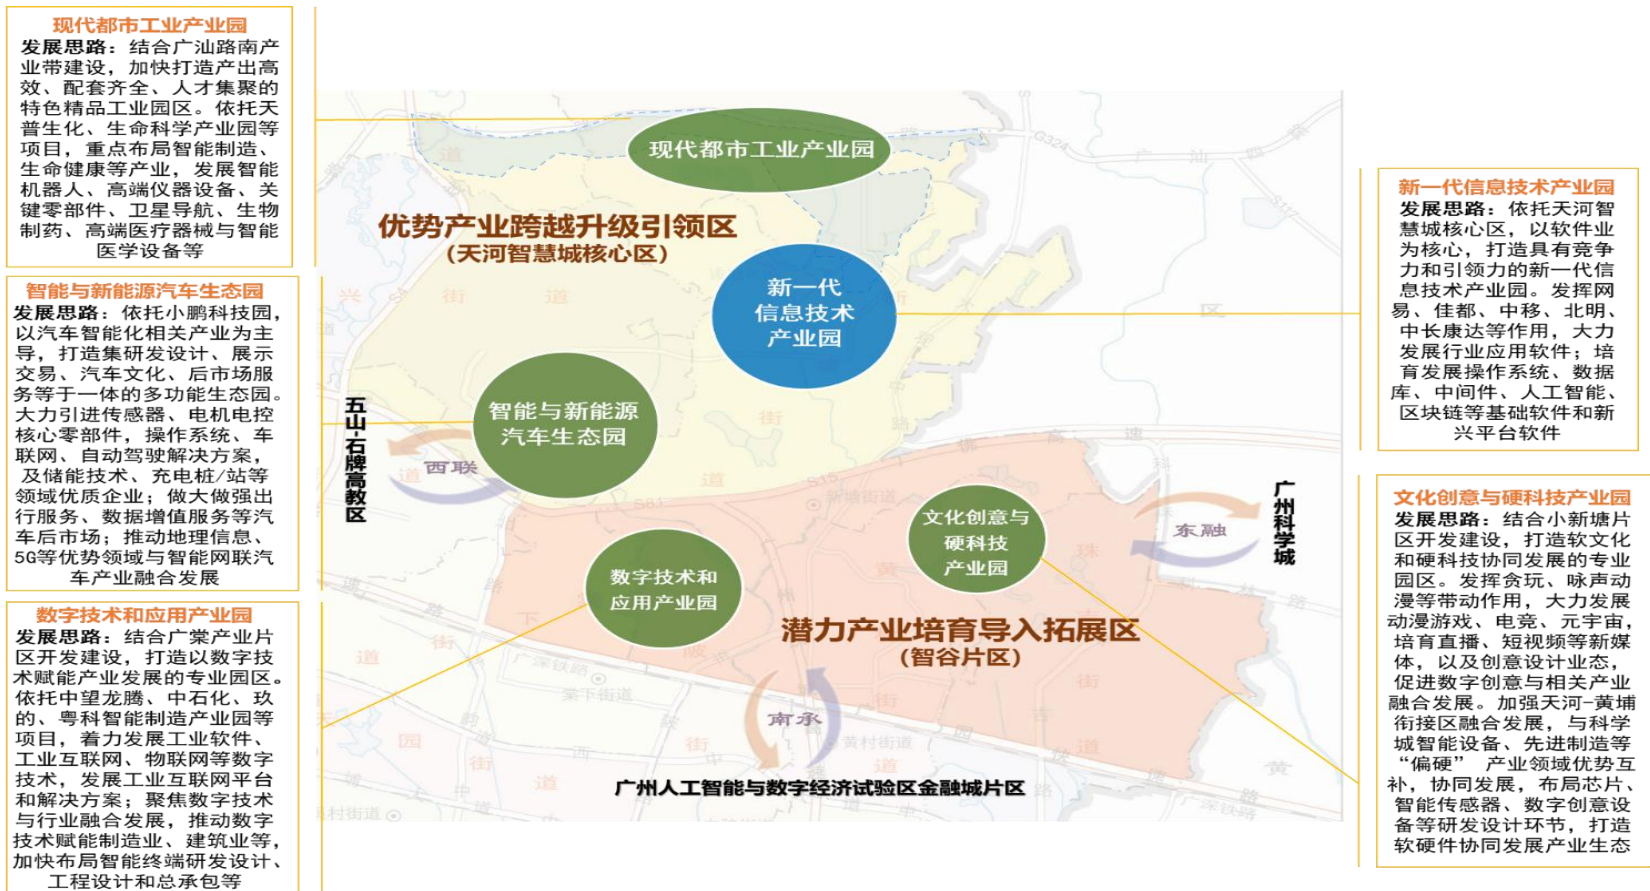 现代都市工业产业园
发展思路：结合广汕路南产
业带建设，加快打造产出高
效、配套齐全、人才集聚的
特色精品工业园区。依托天
普生化、生命科学产业园等
项目，重点布局智能制造、
生命健康等产业，发展智能
机器人、高端仪器设备、关
键零部件、卫星导航、生物
制药、高端医疗器械与智能
医学设备等
智能与新能源汽车生态园
发展思路：依托小鹏科技园，
以汽车智能化相关产业为主
导，打造集研发设计、展示
交易、汽车文化、后市场服
务等于一体的多功能生态园。
大力引进传感器、电机电控
核心零部件，操作系统、车
联网、自动驾驶解决方案，
及储能技术、充电桩/站等
领域优质企业；做大做强出
行服务、数据增值服务等汽
车后市场；推动地理信息、
5G等优势领域与智能网联汽
车产业融合发展
数字技术和应用产业园
发展思路：结合广棠产业片
区开发建设，打造以数字技
术赋能产业发展的专业园区。
依托中望龙腾、中石化、玖
的、粤科智能制造产业园等
项目，着力发展工业软件、
工业互联网、物联网等数字
技术，发展工业互联网平台
和解决方案；聚焦数字技术
与行业融合发展，推动数字
技术赋能制造业、建筑业等，
加快布局智能终端研发设计、
工程设计和总承包等
现代都市工业产业园
优势产业跨越升级引领区
（天河智慧城核心区）
新一代
信息技术
产业园
智能与新能源
汽车生态园
五山-石牌高教区
西联
数字技术和
应用产业园
文化创意与
硬科技
产业园
东融
广州科学城
潜力产业培育导入拓展区
（智谷片区）
南承
广州人工智能与数字经济试验区金融城片区
G324
广汕
S81
S15
新塘街道
广深铁路
棠下街道
黄村街道
广深铁路
新一代信息技术产业园
发展思路：依托天河智
慧城核心区，以软件业
为核心，打造具有竞争
力和引领力的新一代信
息技术产业园。发挥网
易、佳都、中移、北明、
中长康达等作用，大力
发展行业应用软件；培
育发展操作系统、数据
库、中间件、人工智能、
区块链等基础软件和新
兴平台软件
文化创意与硬科技产业园
发展思路：结合小新塘片
区开发建设，打造软文化
和硬科技协同发展的专业
园区。发挥贪玩、咏声动
漫等带动作用，大力发展
动漫游戏、电竞、元宇宙，
培育直播、短视频等新媒
体，以及创意设计业态，
促进数字创意与相关产业
融合发展。加强天河-黄埔
衔接区融合发展，与科学
城智能设备、先进制造等
“偏硬” 产业领域优势互
补，协同发展，布局芯片、
智能传感器、数字创意设
备等研发设计环节，打造
软硬件协同发展产业生态